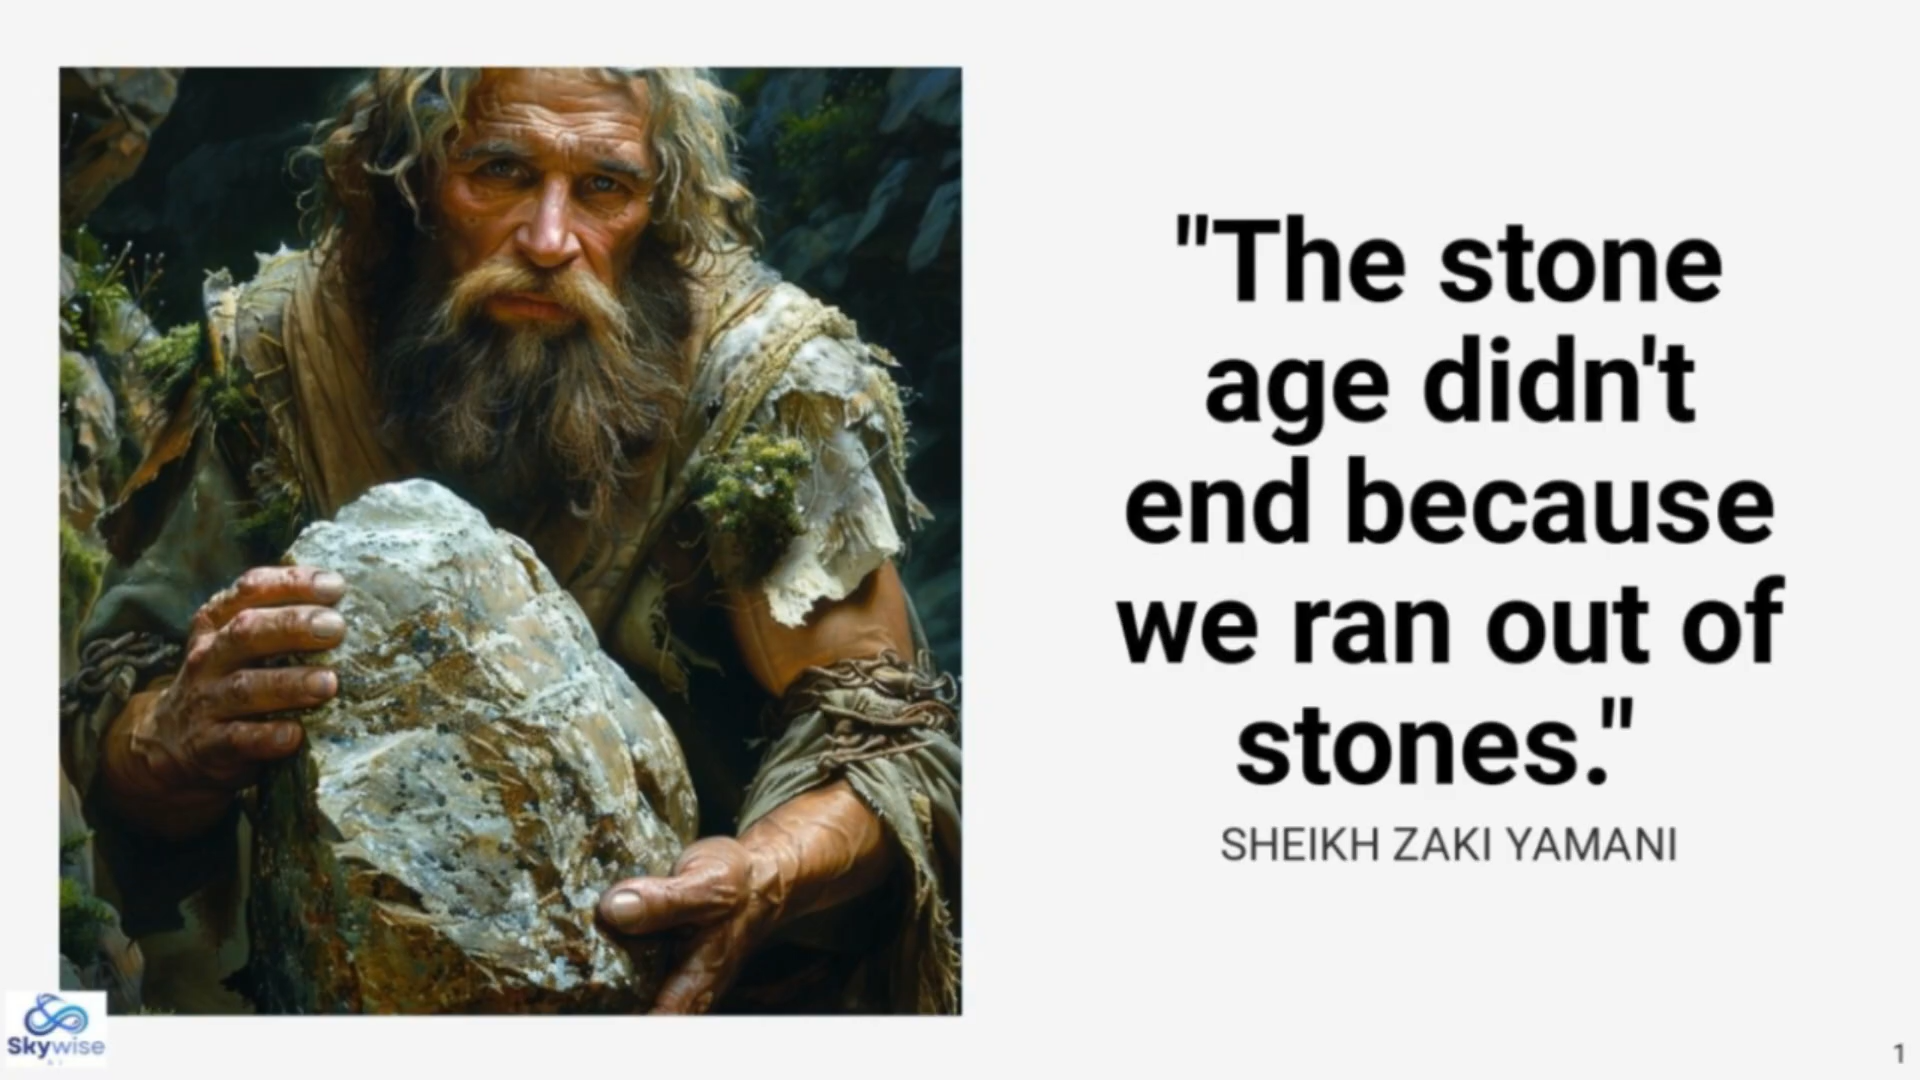 "The stone
age didn't
end because
we ran out of
stones."
SHEIKH ZAKI YAMANI
Skywise
1